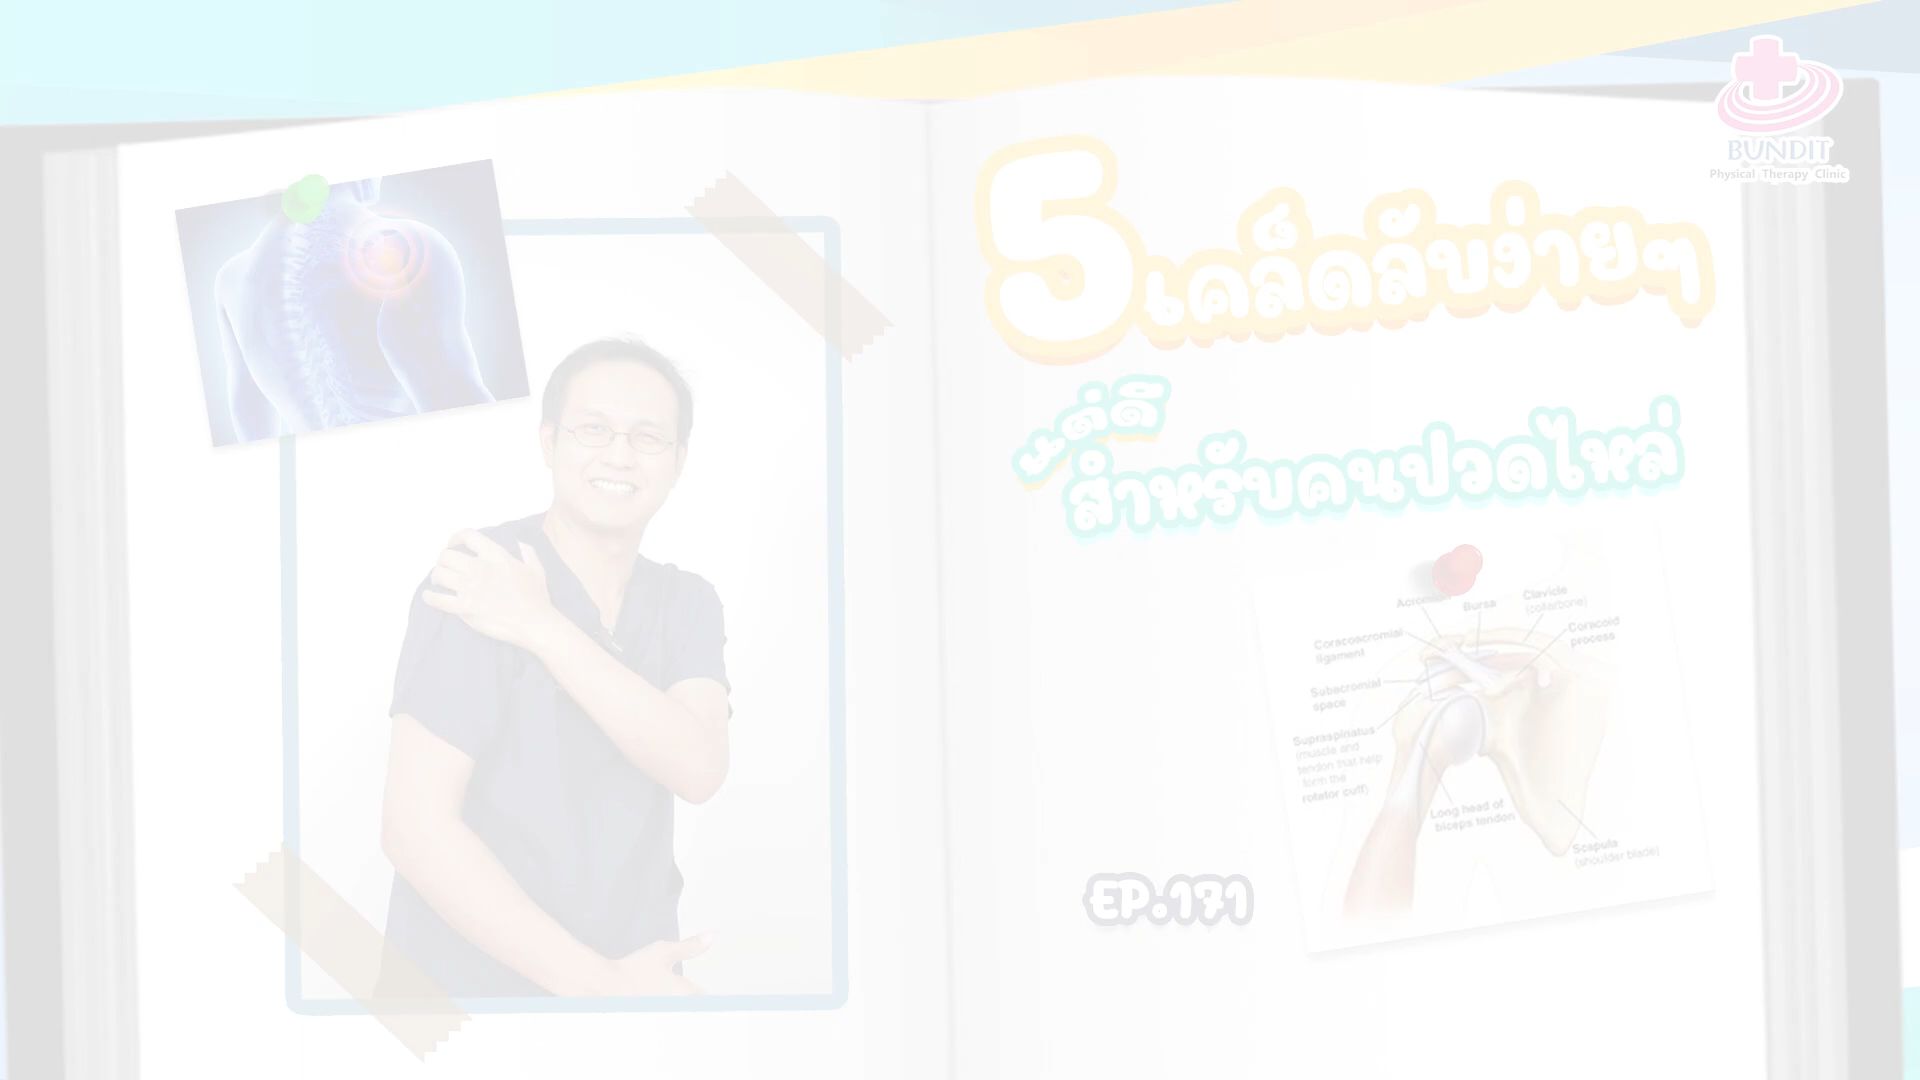 BUNDIT
Physical Therapy Clinic
5 เคล็ดลับง่ายๆ
แต่ดี
สำหรับคนปวดไหล่
Acromion
Bursa
Clavicle
(collarbone)
Coracoid
process
Coracoacromial
ligament
Subacromial
space
Supraspinatus
(muscle and
tendon that help
form the
rotator cuff)
Long head of
biceps tendon
Scapula
(shoulder blade)
EP.171